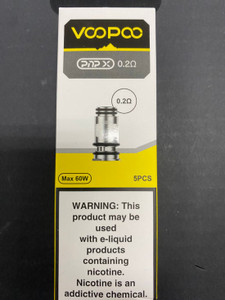 VOOPOO
PNP X 0.2Ω
0.2Ω
Max 60W
5PCS
WARNING: This
product may be
used
with e-liquid
products
containing
nicotine.
Nicotine is an
addictive chemical.